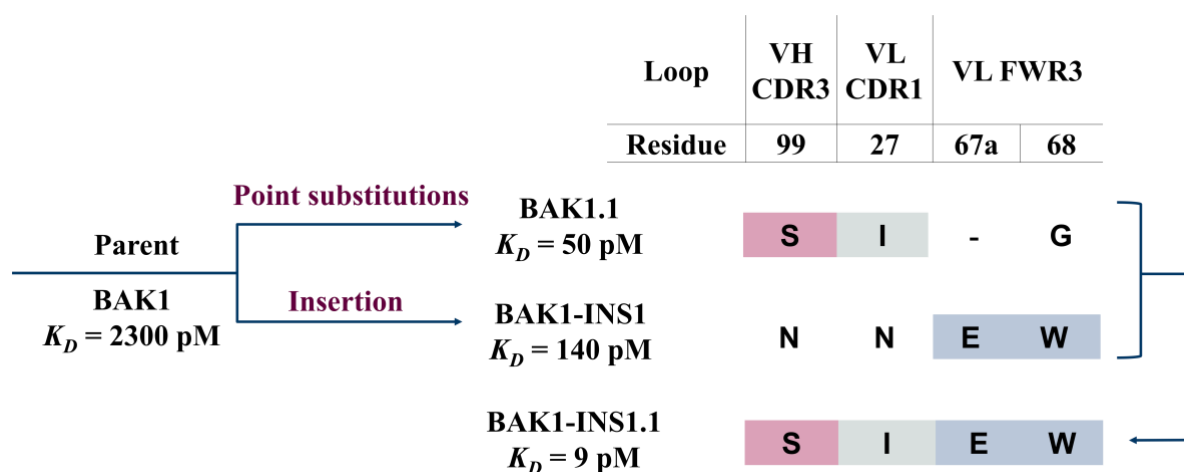 Loop VH CDR3 VL CDR1 VL FWR3
Residue 99 27 67a 68
Parent
BAK1
K_D = 2300 pM
Point substitutions
BAK1.1
K_D = 50 pM
S I - G
Insertion
BAK1-INS1
K_D = 140 pM
N N E W
BAK1-INS1.1
K_D = 9 pM
S I E W